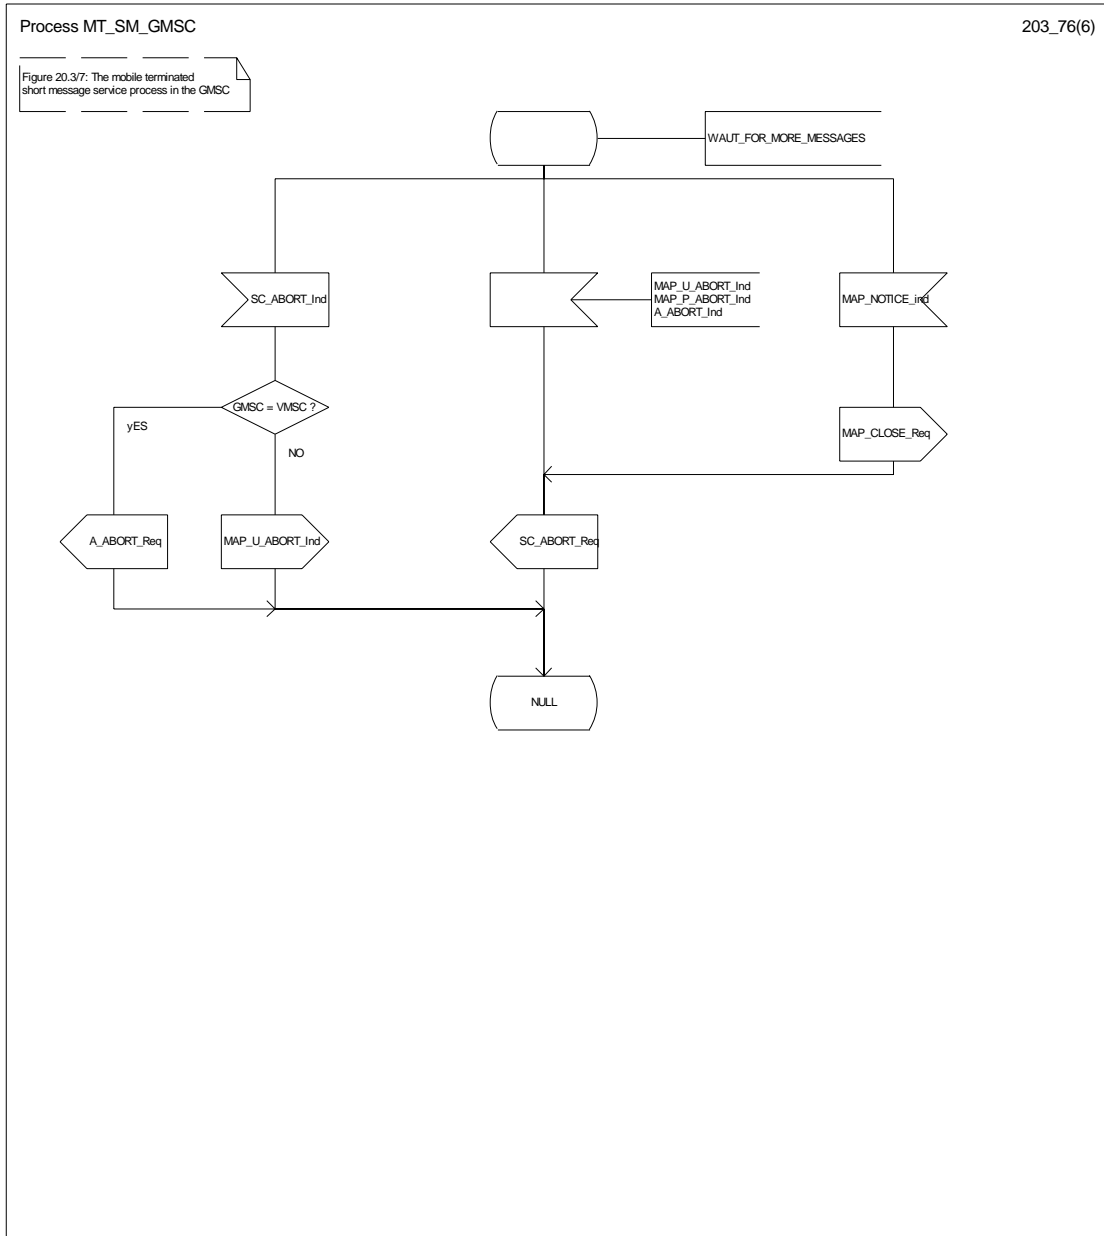 Process MT_SM_GMSC
203_76(6)
Figure 20.3/7: The mobile terminated
short message service process in the GMSC
WAUT_FOR_MORE_MESSAGES
SC_ABORT_Ind
MAP_U_ABORT_Ind
MAP_P_ABORT_Ind
A_ABORT_Ind
MAP_NOTICE_ind
GMSC = VMSC ?
yES
NO
MAP_CLOSE_Req
A_ABORT_Req
MAP_U_ABORT_Ind
SC_ABORT_Req
NULL